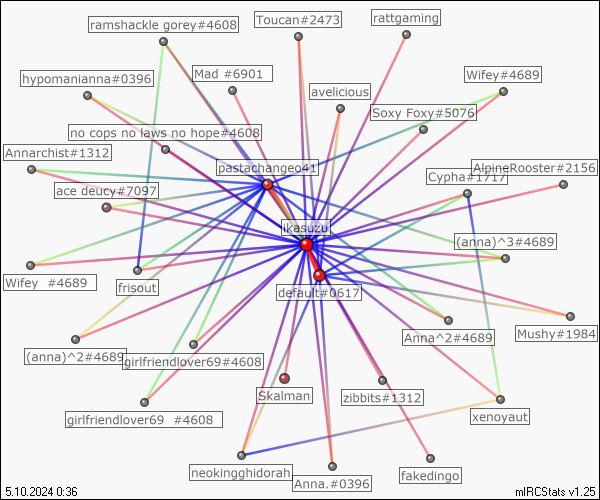 ramshackle gorey#4608
Toucan#2473
rattgaming
hypomanianna#0396
Mad #6901
avelicious
Wifey#4689
Soxy Foxy#5076
no cops no laws no hope#4608
Annarchist#1312
pastachangeo41
Cypha#1717
AlpineRooster#2156
ace deucy#7097
ikasuzu
(anna)^3#4689
Wifey  #4689
frisout
default#0617
Mushy#1984
(anna)^2#4689
girlfriendlover69#4608
Anna^2#4689
Skalman
zibbits#1312
girlfriendlover69  #4608
xenoyaut
neokingghidorah
Anna.#0396
fakedingo
5.10.2024 0:36
mIRCStats v1.25